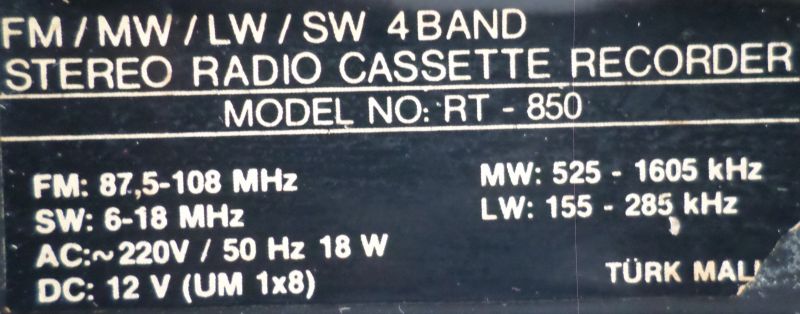 FM / MW / LW / SW 4 BAND
STEREO RADIO CASSETTE RECORDER
MODEL NO: RT - 850
FM: 87,5-108 MHz
SW: 6-18 MHz
AC:~220V / 50 Hz 18 W
DC: 12 V (UM 1x8)
MW: 525 - 1605 kHz
LW: 155 - 285 kHz
TÜRK